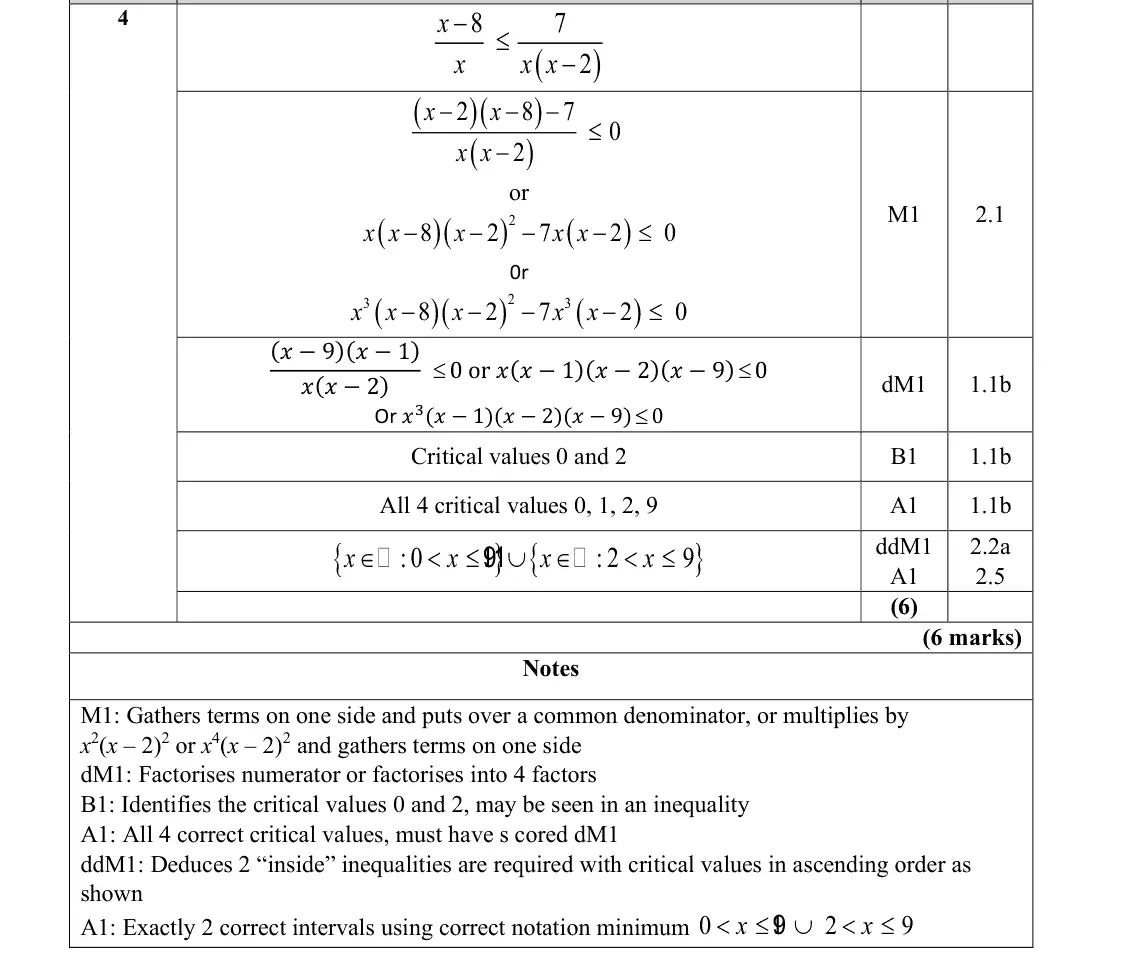 4
x−8 / x ≤ 7 / x(x−2)
(x−2)(x−8)−7 / x(x−2) ≤ 0
or
x(x−8)(x−2)² −7x(x−2) ≤ 0
0r
x³(x−8)(x−2)² −7x³(x−2) ≤ 0
M1 2.1
(x − 9)(x − 1) / x(x − 2) ≤0 or x(x − 1)(x − 2)(x − 9)≤0
Or x³(x − 1)(x − 2)(x − 9)≤0
dM1 1.1b
Critical values 0 and 2 B1 1.1b
All 4 critical values 0, 1, 2, 9 A1 1.1b
{x∈□ :0< x ≤ }∪{x∈□ :2< x ≤ 9}
ddM1 2.2a
A1 2.5
(6)
(6 marks)
Notes
M1: Gathers terms on one side and puts over a common denominator, or multiplies by
x²(x – 2)² or x⁴(x – 2)² and gathers terms on one side
dM1: Factorises numerator or factorises into 4 factors
B1: Identifies the critical values 0 and 2, may be seen in an inequality
A1: All 4 correct critical values, must have s cored dM1
ddM1: Deduces 2 “inside” inequalities are required with critical values in ascending order as
shown
A1: Exactly 2 correct intervals using correct notation minimum 0< x ≤ ∪ 2< x ≤ 9